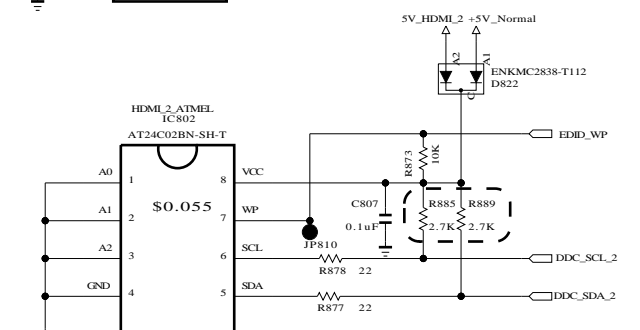 5V_HDMI_2 +5V_Normal
A2
A1
ENKMC2838-T112
D822
C
HDMI_2_ATMEL
IC802
AT24C02BN-SH-T
EDID_WP
R873
10K
A0
1
8
VCC
$0.055
C807
0.1uF
R885
R889
2.7K
2.7K
A1
2
7
WP
JP810
A2
3
6
SCL
R878
22
DDC_SCL_2
GND
4
5
SDA
R877
22
DDC_SDA_2